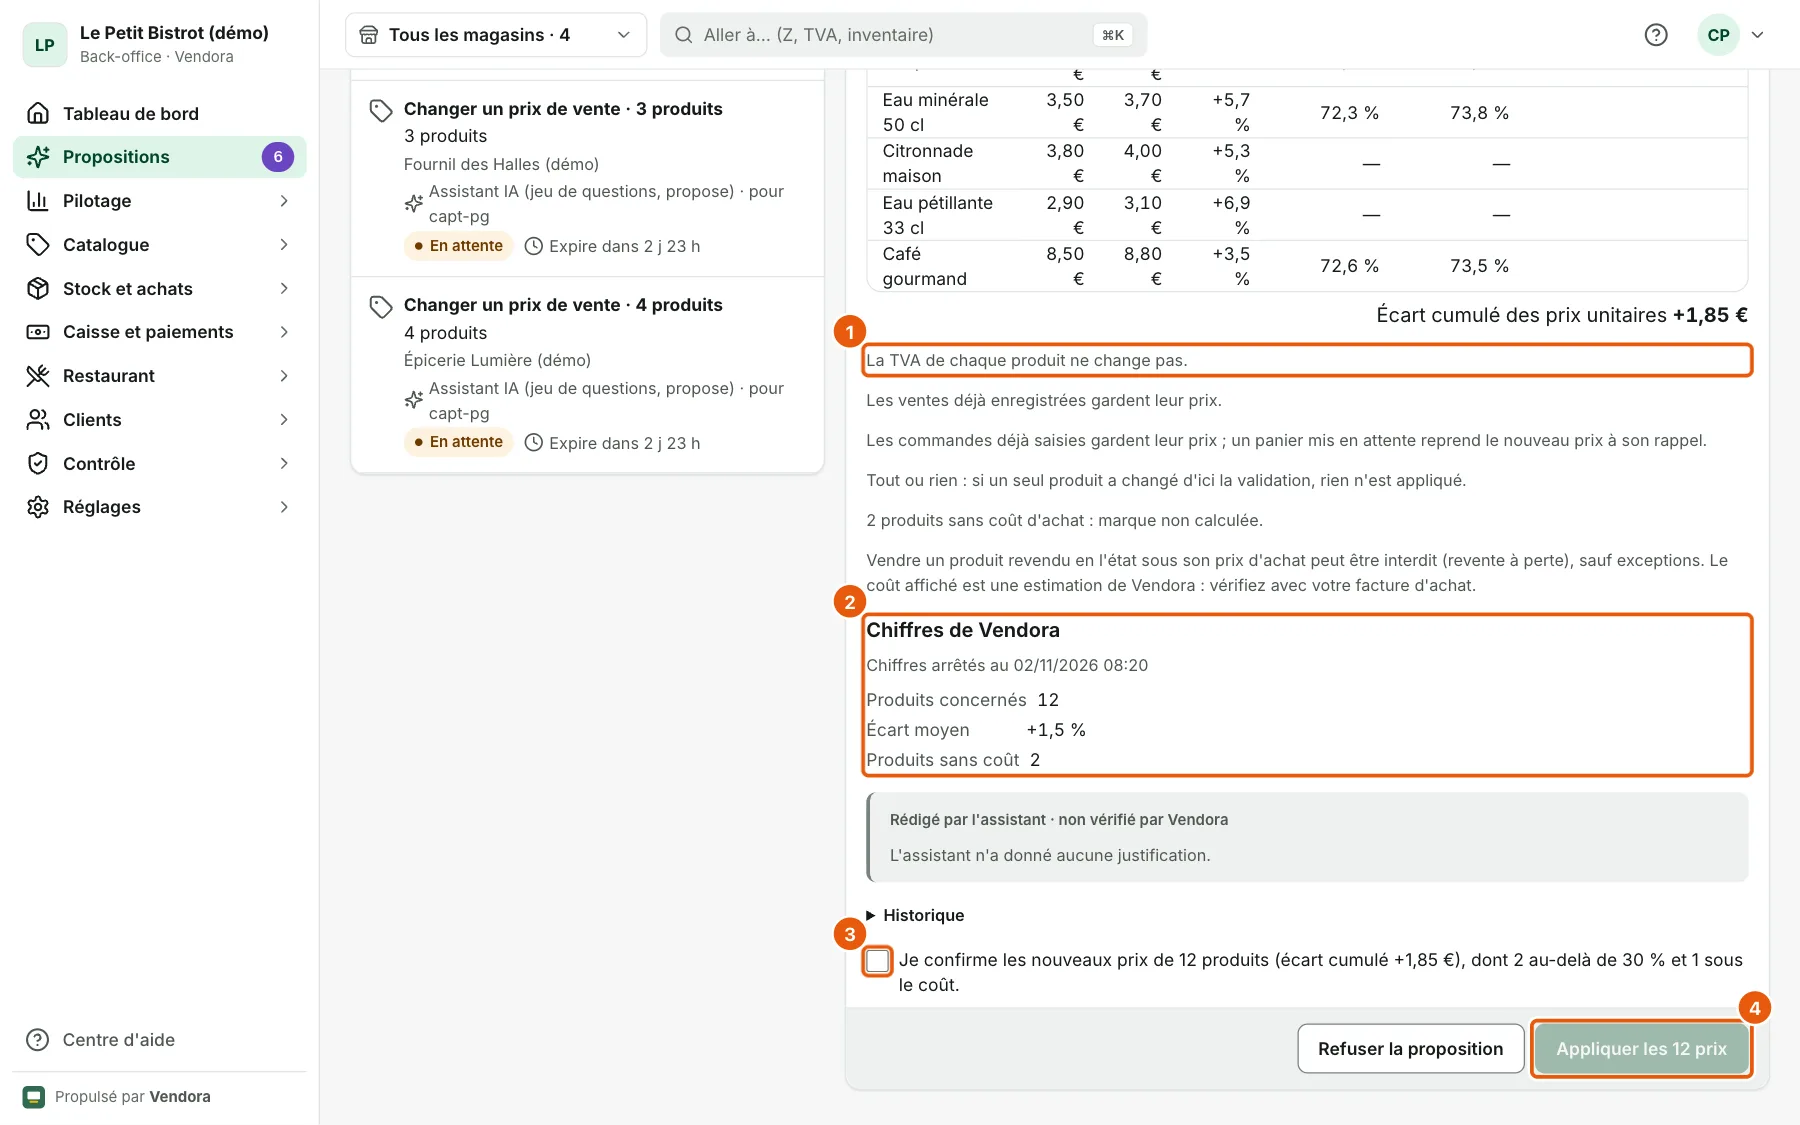 LP
Le Petit Bistrot (démo)
Back-office · Vendora
Tous les magasins · 4
Aller à... (Z, TVA, inventaire)
⌘K
CP
Tableau de bord
Propositions
6
Pilotage
Catalogue
Stock et achats
Caisse et paiements
Restaurant
Clients
Contrôle
Réglages
Centre d'aide
Propulsé par Vendora
Changer un prix de vente · 3 produits
3 produits
Fournil des Halles (démo)
Assistant IA (jeu de questions, propose) · pour
capt-pg
En attente
Expire dans 2 j 23 h
Changer un prix de vente · 4 produits
4 produits
Épicerie Lumière (démo)
Assistant IA (jeu de questions, propose) · pour
capt-pg
En attente
Expire dans 2 j 23 h
€ €
Eau minérale 3,50 3,70 +5,7 72,3 % 73,8 %
50 cl € € %
Citronnade 3,80 4,00 +5,3 — —
maison € € %
Eau pétillante 2,90 3,10 +6,9 — —
33 cl € € %
Café 8,50 8,80 +3,5 72,6 % 73,5 %
gourmand € € %
Écart cumulé des prix unitaires +1,85 €
1
La TVA de chaque produit ne change pas.
Les ventes déjà enregistrées gardent leur prix.
Les commandes déjà saisies gardent leur prix ; un panier mis en attente reprend le nouveau prix à son rappel.
Tout ou rien : si un seul produit a changé d'ici la validation, rien n'est appliqué.
2 produits sans coût d'achat : marque non calculée.
Vendre un produit revendu en l'état sous son prix d'achat peut être interdit (revente à perte), sauf exceptions. Le
coût affiché est une estimation de Vendora : vérifiez avec votre facture d'achat.
2
Chiffres de Vendora
Chiffres arrêtés au 02/11/2026 08:20
Produits concernés 12
Écart moyen +1,5 %
Produits sans coût 2
Rédigé par l'assistant · non vérifié par Vendora
L'assistant n'a donné aucune justification.
Historique
3
Je confirme les nouveaux prix de 12 produits (écart cumulé +1,85 €), dont 2 au-delà de 30 % et 1 sous
le coût.
4
Refuser la proposition
Appliquer les 12 prix